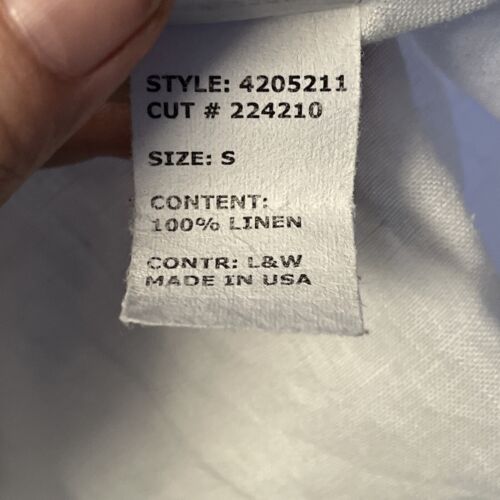 STYLE: 4205211
CUT # 224210
SIZE: S
CONTENT:
100% LINEN
CONTR: L&W
MADE IN USA